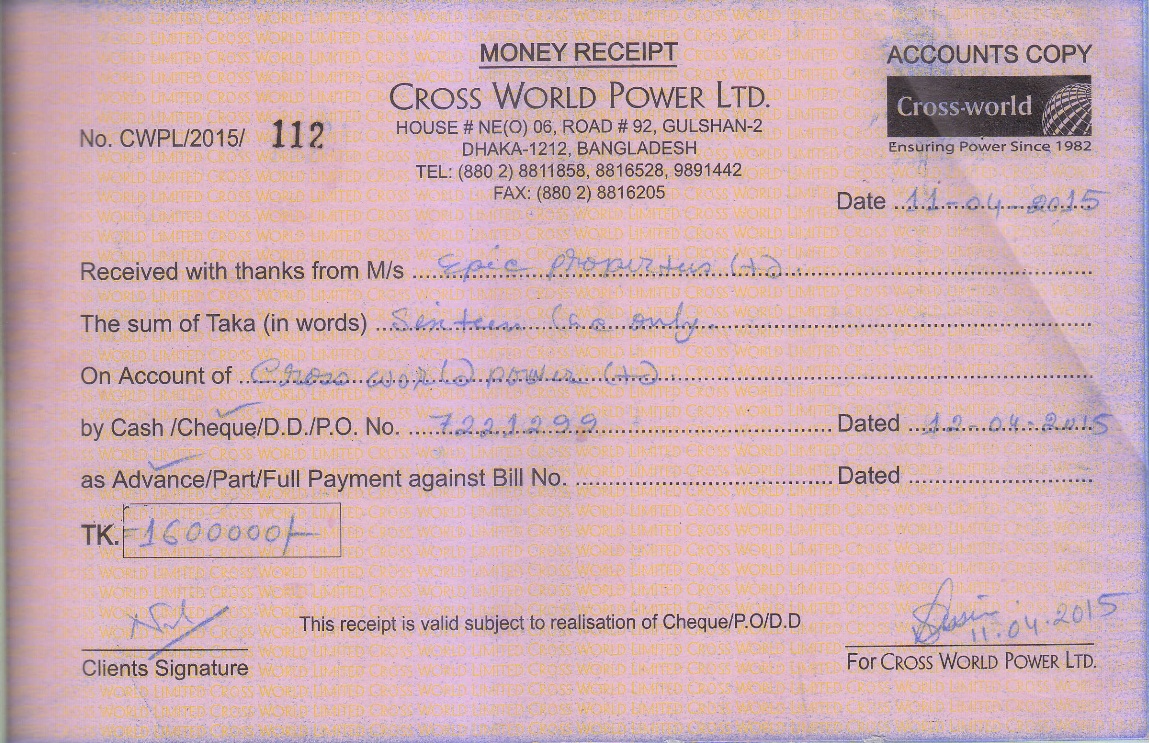 MONEY RECEIPT
ACCOUNTS COPY
CROSS WORLD POWER LTD.
Cross-world
Ensuring Power Since 1982
No. CWPL/2015/ 112
HOUSE # NE(O) 06, ROAD # 92, GULSHAN-2
DHAKA-1212, BANGLADESH
TEL: (880 2) 8811858, 8816528, 9891442
FAX: (880 2) 8816205
Date 11-04-2015
Received with thanks from M/s Epic properties
The sum of Taka (in words) Sixteen Lac only.
On Account of Cross world power
by Cash /Cheque/D.D./P.O. No. 7221299 Dated 12-04-2015
as Advance/Part/Full Payment against Bill No. Dated
TK. =1600000/-
11.04.2015
This receipt is valid subject to realisation of Cheque/P.O/D.D
Clients Signature
For CROSS WORLD POWER LTD.